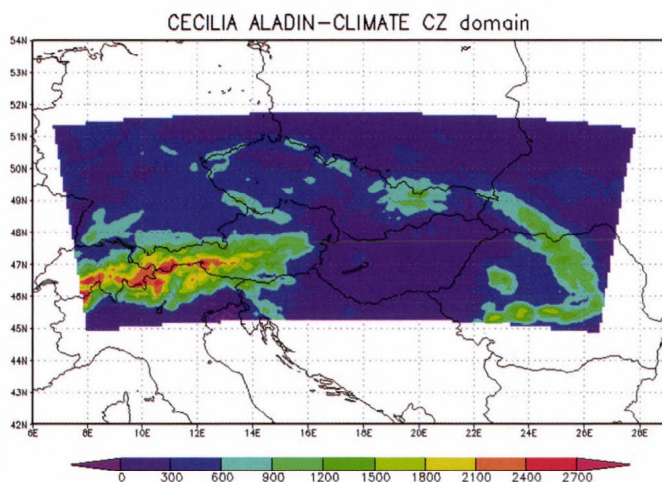 CECILIA ALADIN-CLIMATE CZ domain
54N
53N
52N
51N
50N
49N
48N
47N
46N
45N
44N
43N
42N
6E 8E 10E 12E 14E 16E 18E 20E 22E 24E 26E 28E
0 300 600 900 1200 1500 1800 2100 2400 2700